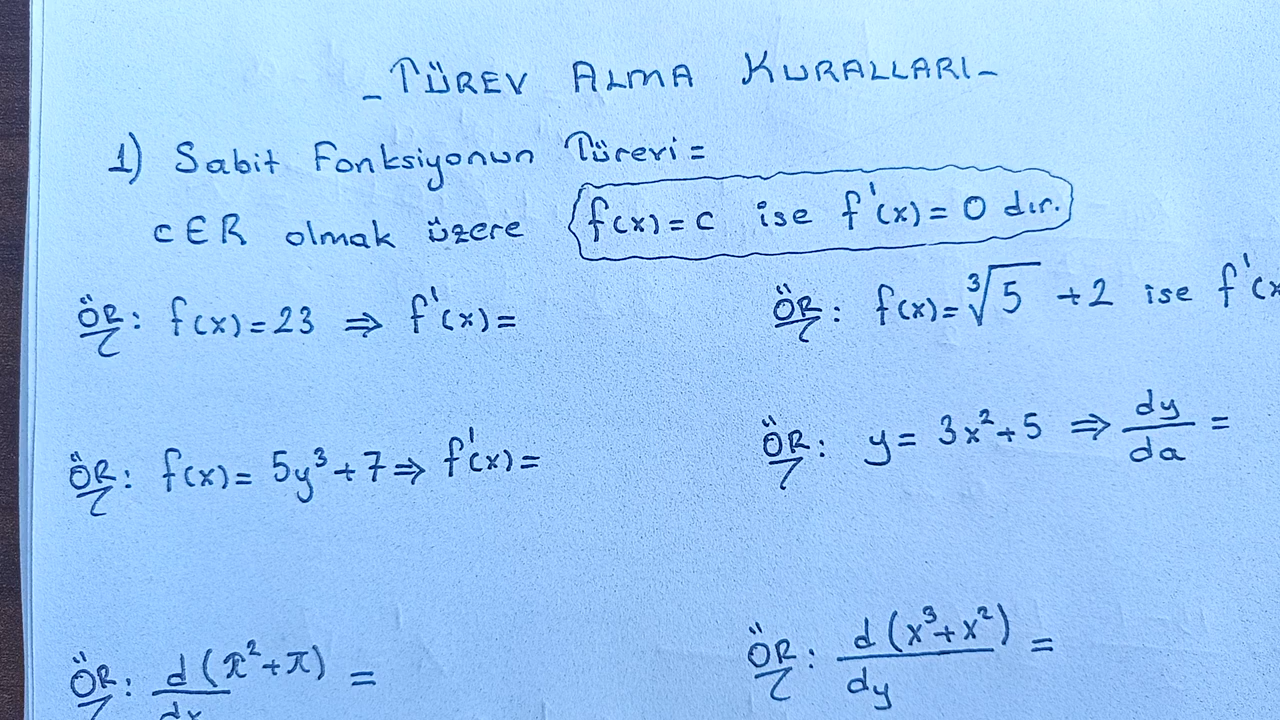 - TÜREV ALMA KURALLARI -
1) Sabit Fonksiyonun Türevi =
c∈R olmak üzere f(x) = c ise f'(x) = 0 dır.
ÖR: f(x) = 23 ⇒ f'(x) =
ÖR: f(x) = ∛5 + 2 ise f'(x
ÖR: f(x) = 5y³ + 7 ⇒ f'(x) =
ÖR: y = 3x² + 5 ⇒ dy/da =
ÖR: d(π² + π)/dx =
ÖR: d(x³ + x²)/dy =